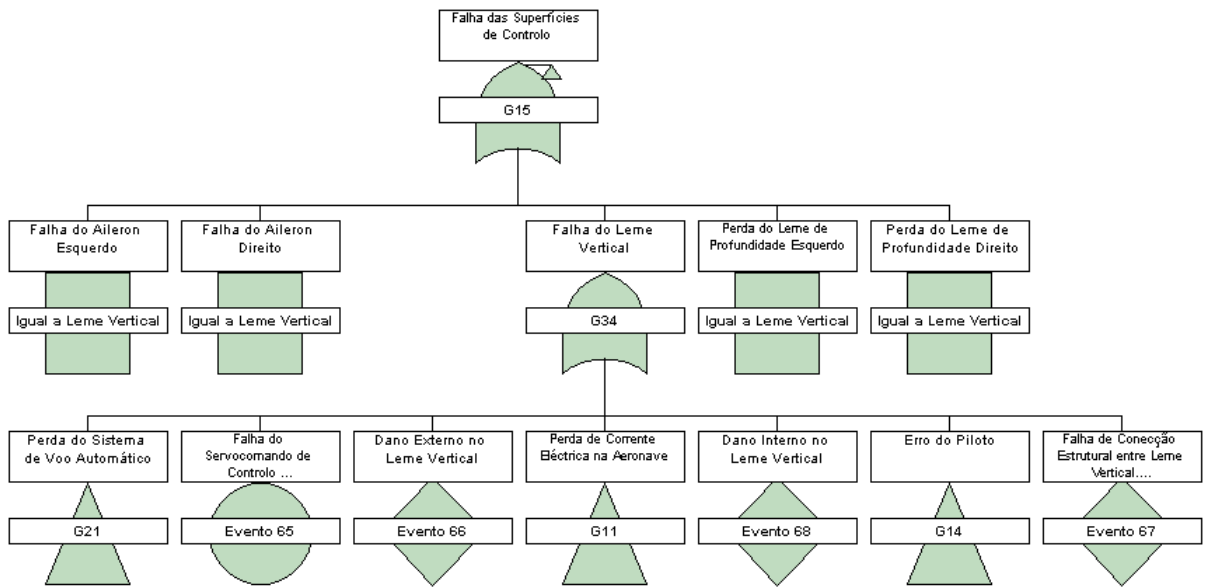 Falha das Superfícies
de Controlo
G15
Falha do Aileron
Esquerdo
Igual a Leme Vertical
Falha do Aileron
Direito
Igual a Leme Vertical
Falha do Leme
Vertical
G34
Perda do Leme de
Profundidade Esquerdo
Igual a Leme Vertical
Perda do Leme de
Profundidade Direito
Igual a Leme Vertical
Perda do Sistema
de Voo Automático
G21
Falha do
Servocomando de
Controlo ...
Evento 65
Dano Externo no
Leme Vertical
Evento 66
Perda de Corrente
Eléctrica na Aeronave
G11
Dano Interno no
Leme Vertical
Evento 68
Erro do Piloto
G14
Falha de Conecção
Estrutural entre Leme
Vertical....
Evento 67